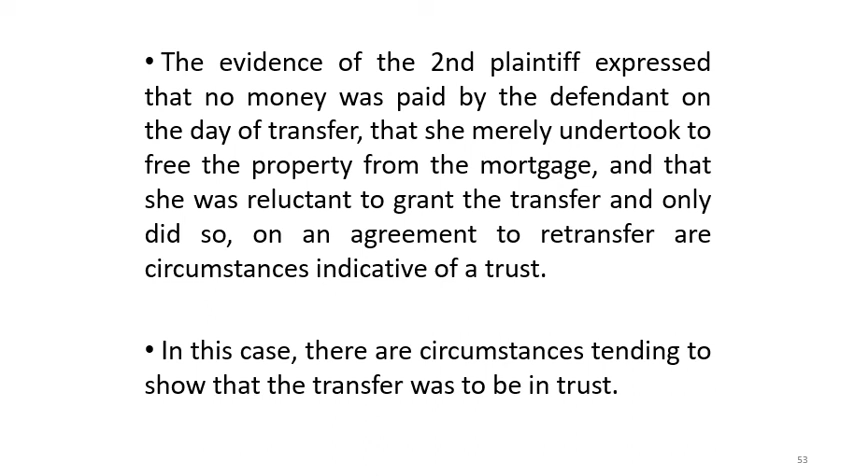 • The evidence of the 2nd plaintiff expressed
that no money was paid by the defendant on
the day of transfer, that she merely undertook to
free the property from the mortgage, and that
she was reluctant to grant the transfer and only
did so, on an agreement to retransfer are
circumstances indicative of a trust.
• In this case, there are circumstances tending to
show that the transfer was to be in trust.
53